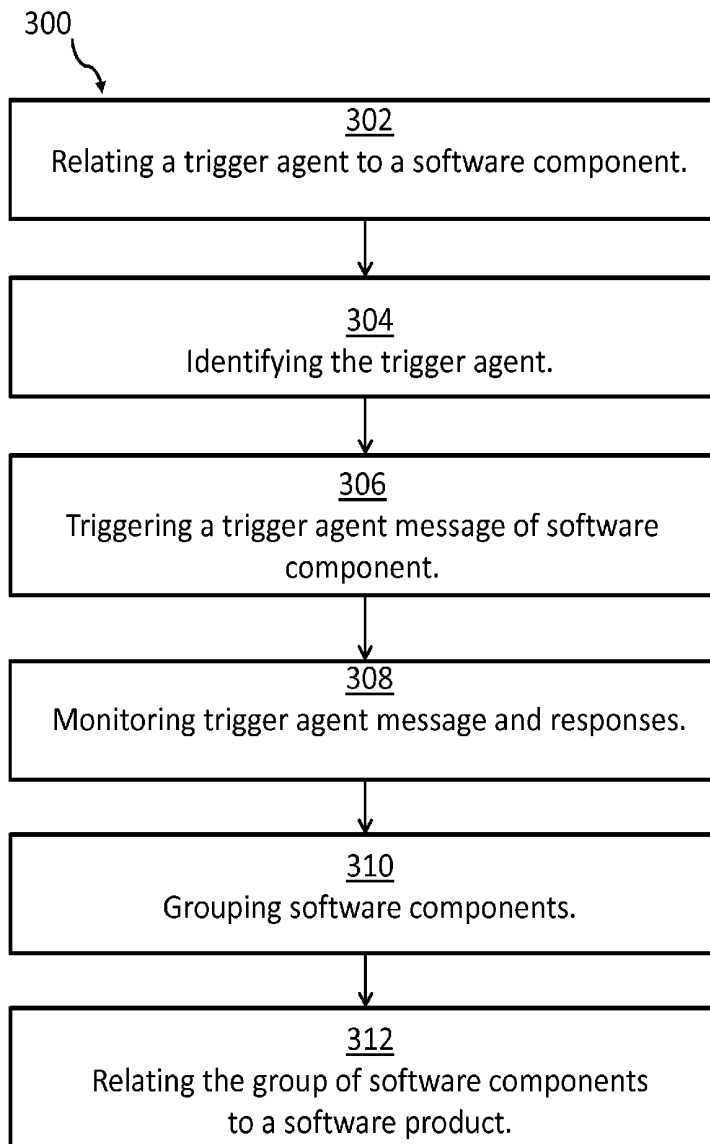 300
302
Relating a trigger agent to a software component.
304
Identifying the trigger agent.
306
Triggering a trigger agent message of software
component.
308
Monitoring trigger agent message and responses.
310
Grouping software components.
312
Relating the group of software components
to a software product.